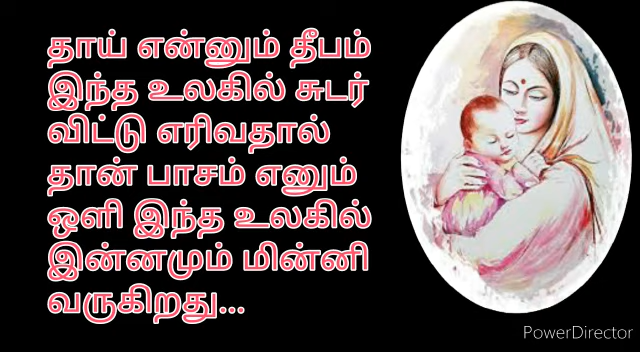 தாய் என்னும் தீபம்
இந்த உலகில் சுடர்
விட்டு எரிவதால்
தான் பாசம் எனும்
ஒளி இந்த உலகில்
இன்னமும் மின்னி
வருகிறது...
PowerDirector